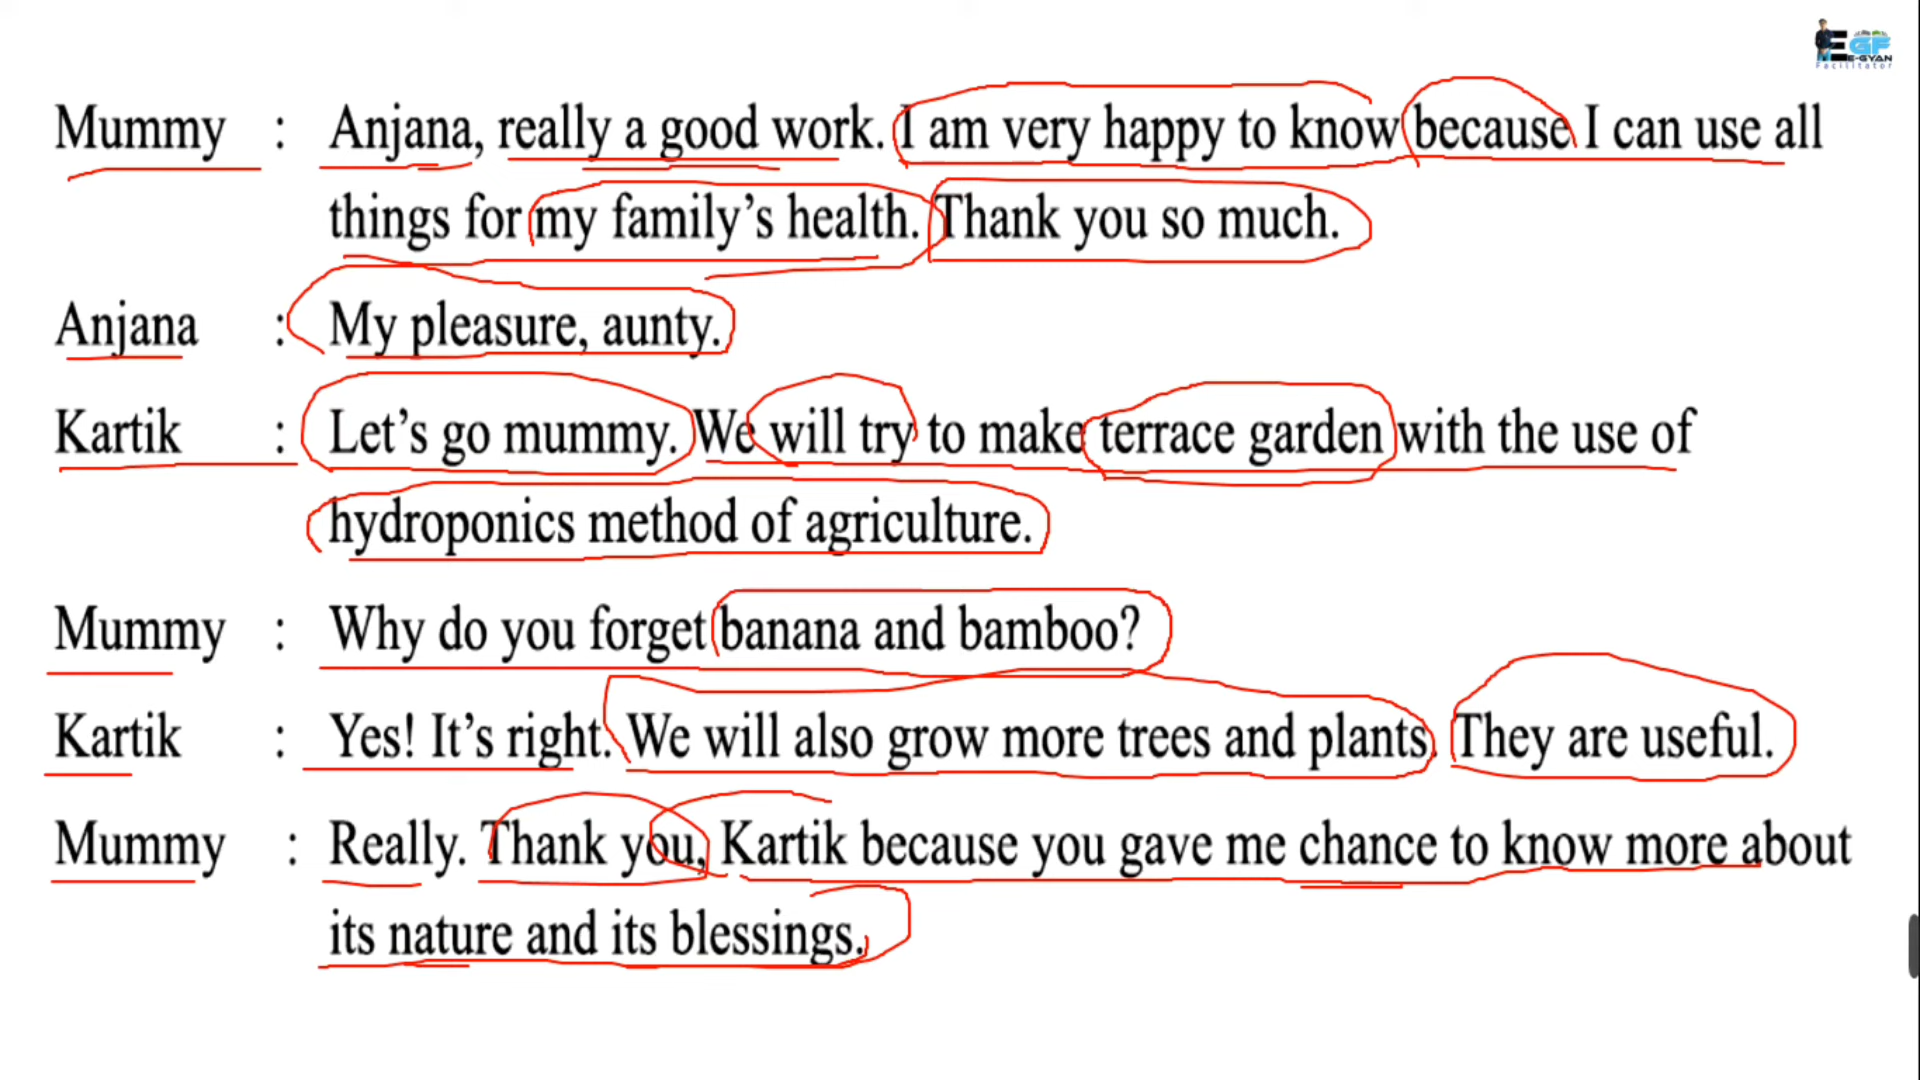 EGF
E-GYAN
Facilitator
Mummy : Anjana, really a good work. I am very happy to know because I can use all
things for my family's health. Thank you so much.
Anjana : My pleasure, aunty.
Kartik : Let's go mummy. We will try to make terrace garden with the use of
hydroponics method of agriculture.
Mummy : Why do you forget banana and bamboo?
Kartik : Yes! It's right. We will also grow more trees and plants. They are useful.
Mummy : Really. Thank you, Kartik because you gave me chance to know more about
its nature and its blessings.